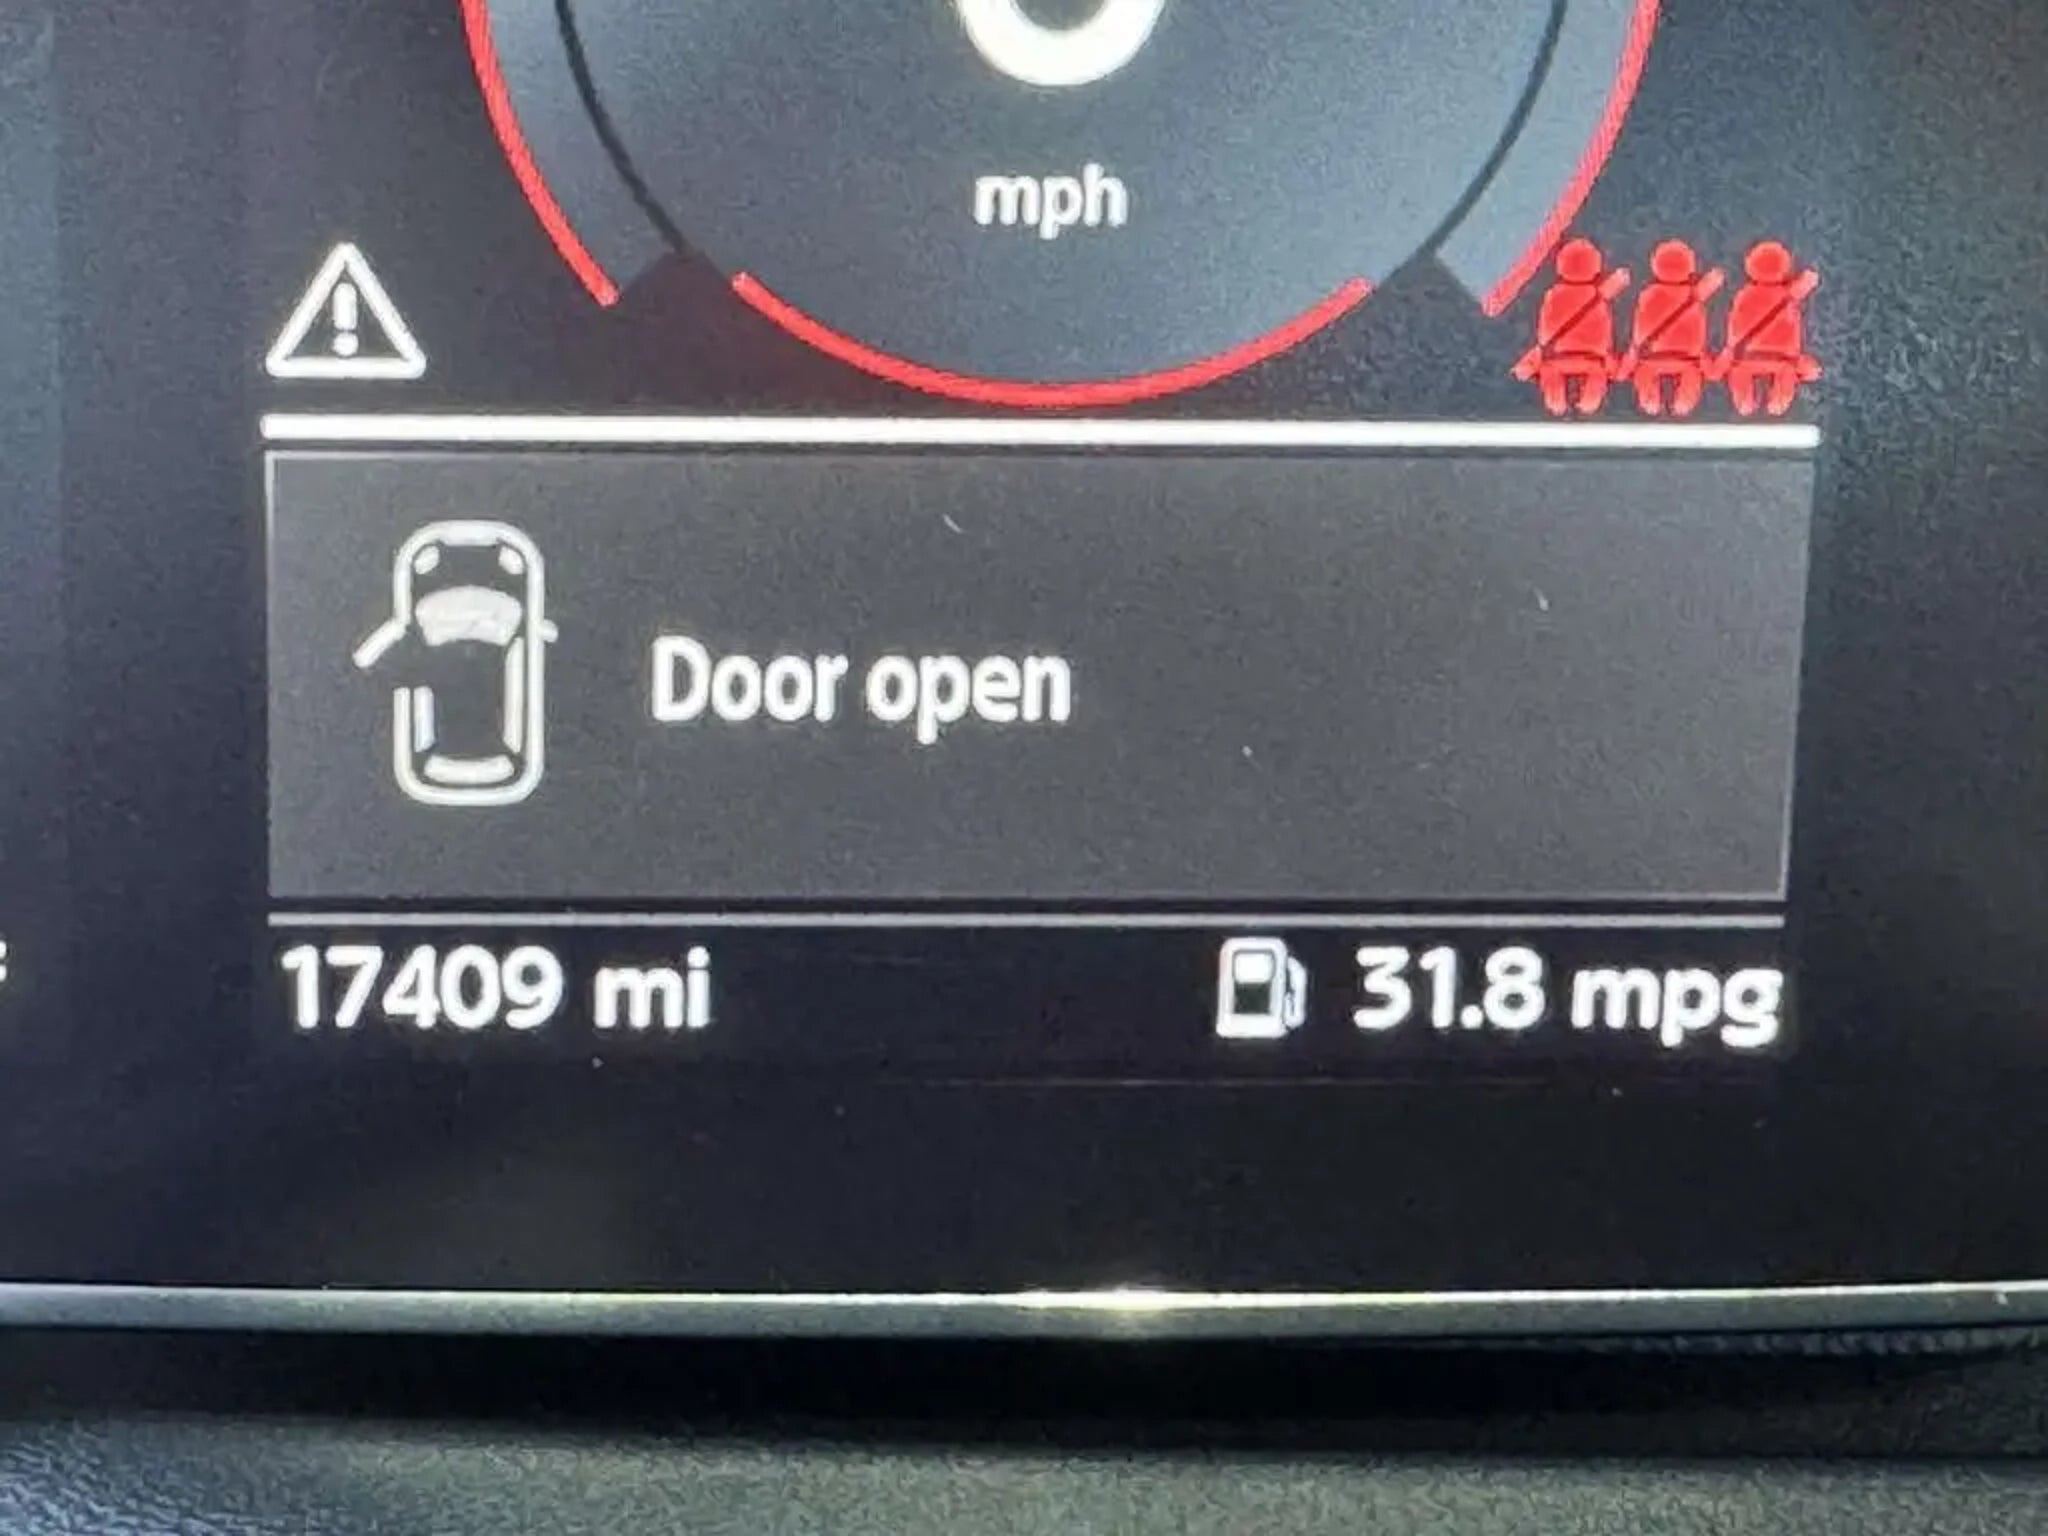 mph
Door open
17409 mi
31.8 mpg